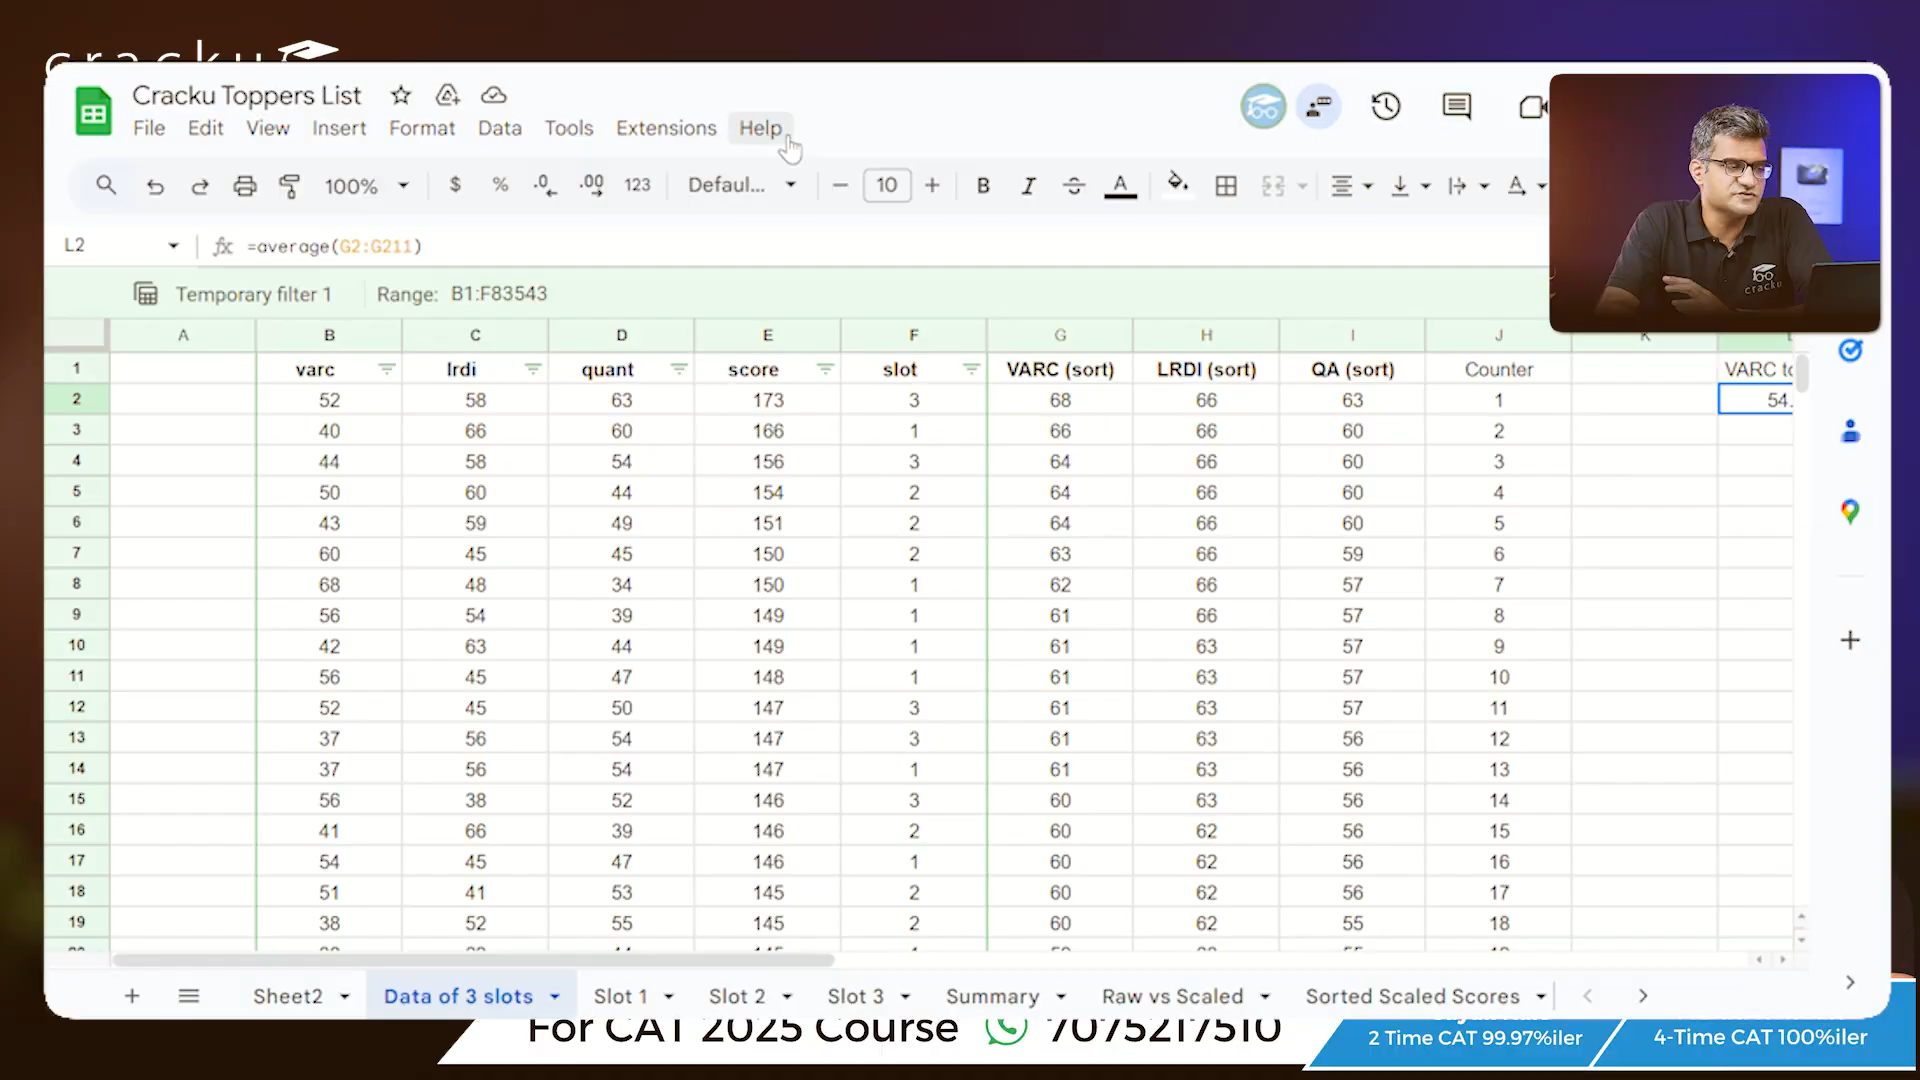 cracku
Cracku Toppers List
File Edit View Insert Format Data Tools Extensions Help
100% $ % .0 .00 123 Defaul... 10 B I A
L2 fx =average(G2:G211)
Temporary filter 1 Range: B1:F83543
A B C D E F G H I J K
1 varc lrdi quant score slot VARC (sort) LRDI (sort) QA (sort) Counter VARC to
2 52 58 63 173 3 68 66 63 1 54.
3 40 66 60 166 1 66 66 60 2
4 44 58 54 156 3 64 66 60 3
5 50 60 44 154 2 64 66 60 4
6 43 59 49 151 2 64 66 60 5
7 60 45 45 150 2 63 66 59 6
8 68 48 34 150 1 62 66 57 7
9 56 54 39 149 1 61 66 57 8
10 42 63 44 149 1 61 63 57 9
11 56 45 47 148 1 61 63 57 10
12 52 45 50 147 3 61 63 57 11
13 37 56 54 147 3 61 63 56 12
14 37 56 54 147 1 61 63 56 13
15 56 38 52 146 3 60 63 56 14
16 41 66 39 146 2 60 62 56 15
17 54 45 47 146 1 60 62 56 16
18 51 41 53 145 2 60 62 56 17
19 38 52 55 145 2 60 62 55 18
Sheet2 Data of 3 slots Slot 1 Slot 2 Slot 3 Summary Raw vs Scaled Sorted Scaled Scores
For CAT 2025 Course 7075217510
2 Time CAT 99.97%iler
4-Time CAT 100%iler
cracku